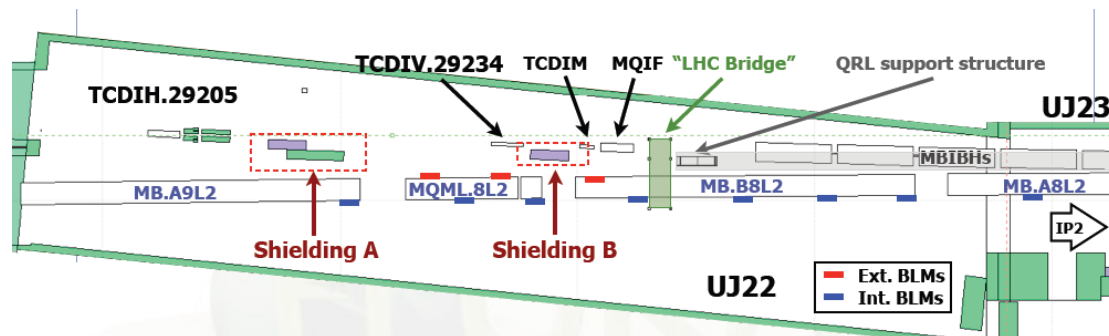 TCDIV.29234
TCDIM
MQIF
“LHC Bridge”
QRL support structure
TCDIH.29205
UJ23
MBIBHs
MB.A9L2
MQML.8L2
MB.B8L2
MB.A8L2
Shielding A
Shielding B
IP2
UJ22
Ext. BLMs
Int. BLMs